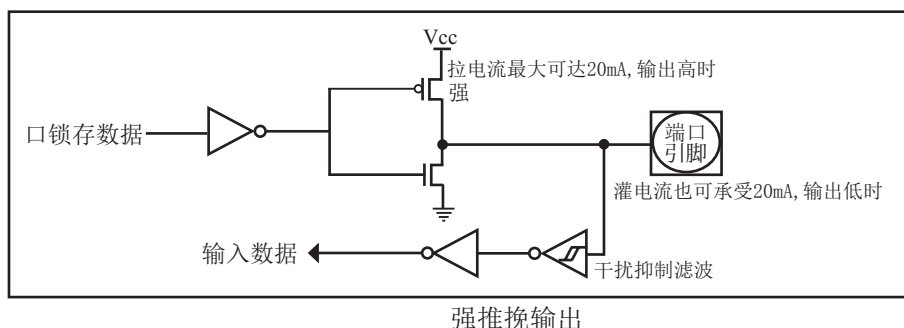 Vcc
拉电流最大可达20mA,输出高时
强
口锁存数据
端口
引脚
灌电流也可承受20mA,输出低时
输入数据
干扰抑制滤波
强推挽输出